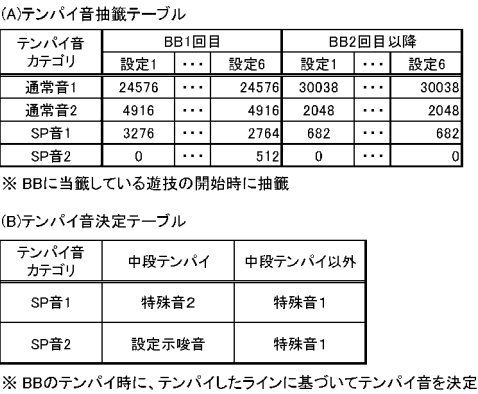 (A)テンパイ音抽籤テーブル
テンパイ音カテゴリ BB1回目 BB2回目以降
設定1 ・・・ 設定6 設定1 ・・・ 設定6
通常音1 24576 ・・・ 24576 30038 ・・・ 30038
通常音2 4916 ・・・ 4916 2048 ・・・ 2048
SP音1 3276 ・・・ 2764 682 ・・・ 682
SP音2 0 ・・・ 512 0 ・・・ 0
※ BBに当籤している遊技の開始時に抽籤
(B)テンパイ音決定テーブル
テンパイ音カテゴリ 中段テンパイ 中段テンパイ以外
SP音1 特殊音2 特殊音1
SP音2 設定示唆音 特殊音1
※ BBのテンパイ時に、テンパイしたラインに基づいてテンパイ音を決定